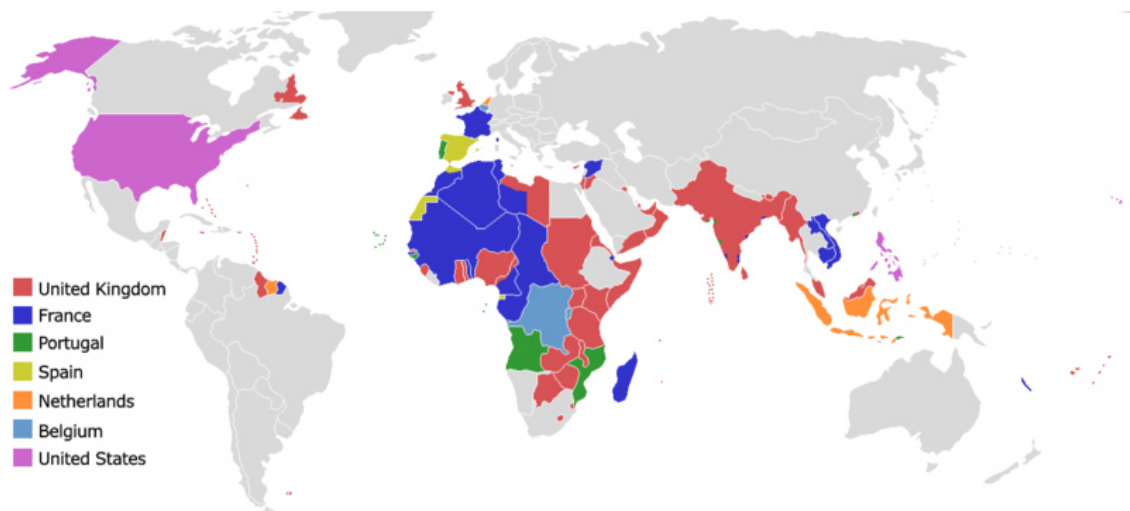 United Kingdom
France
Portugal
Spain
Netherlands
Belgium
United States